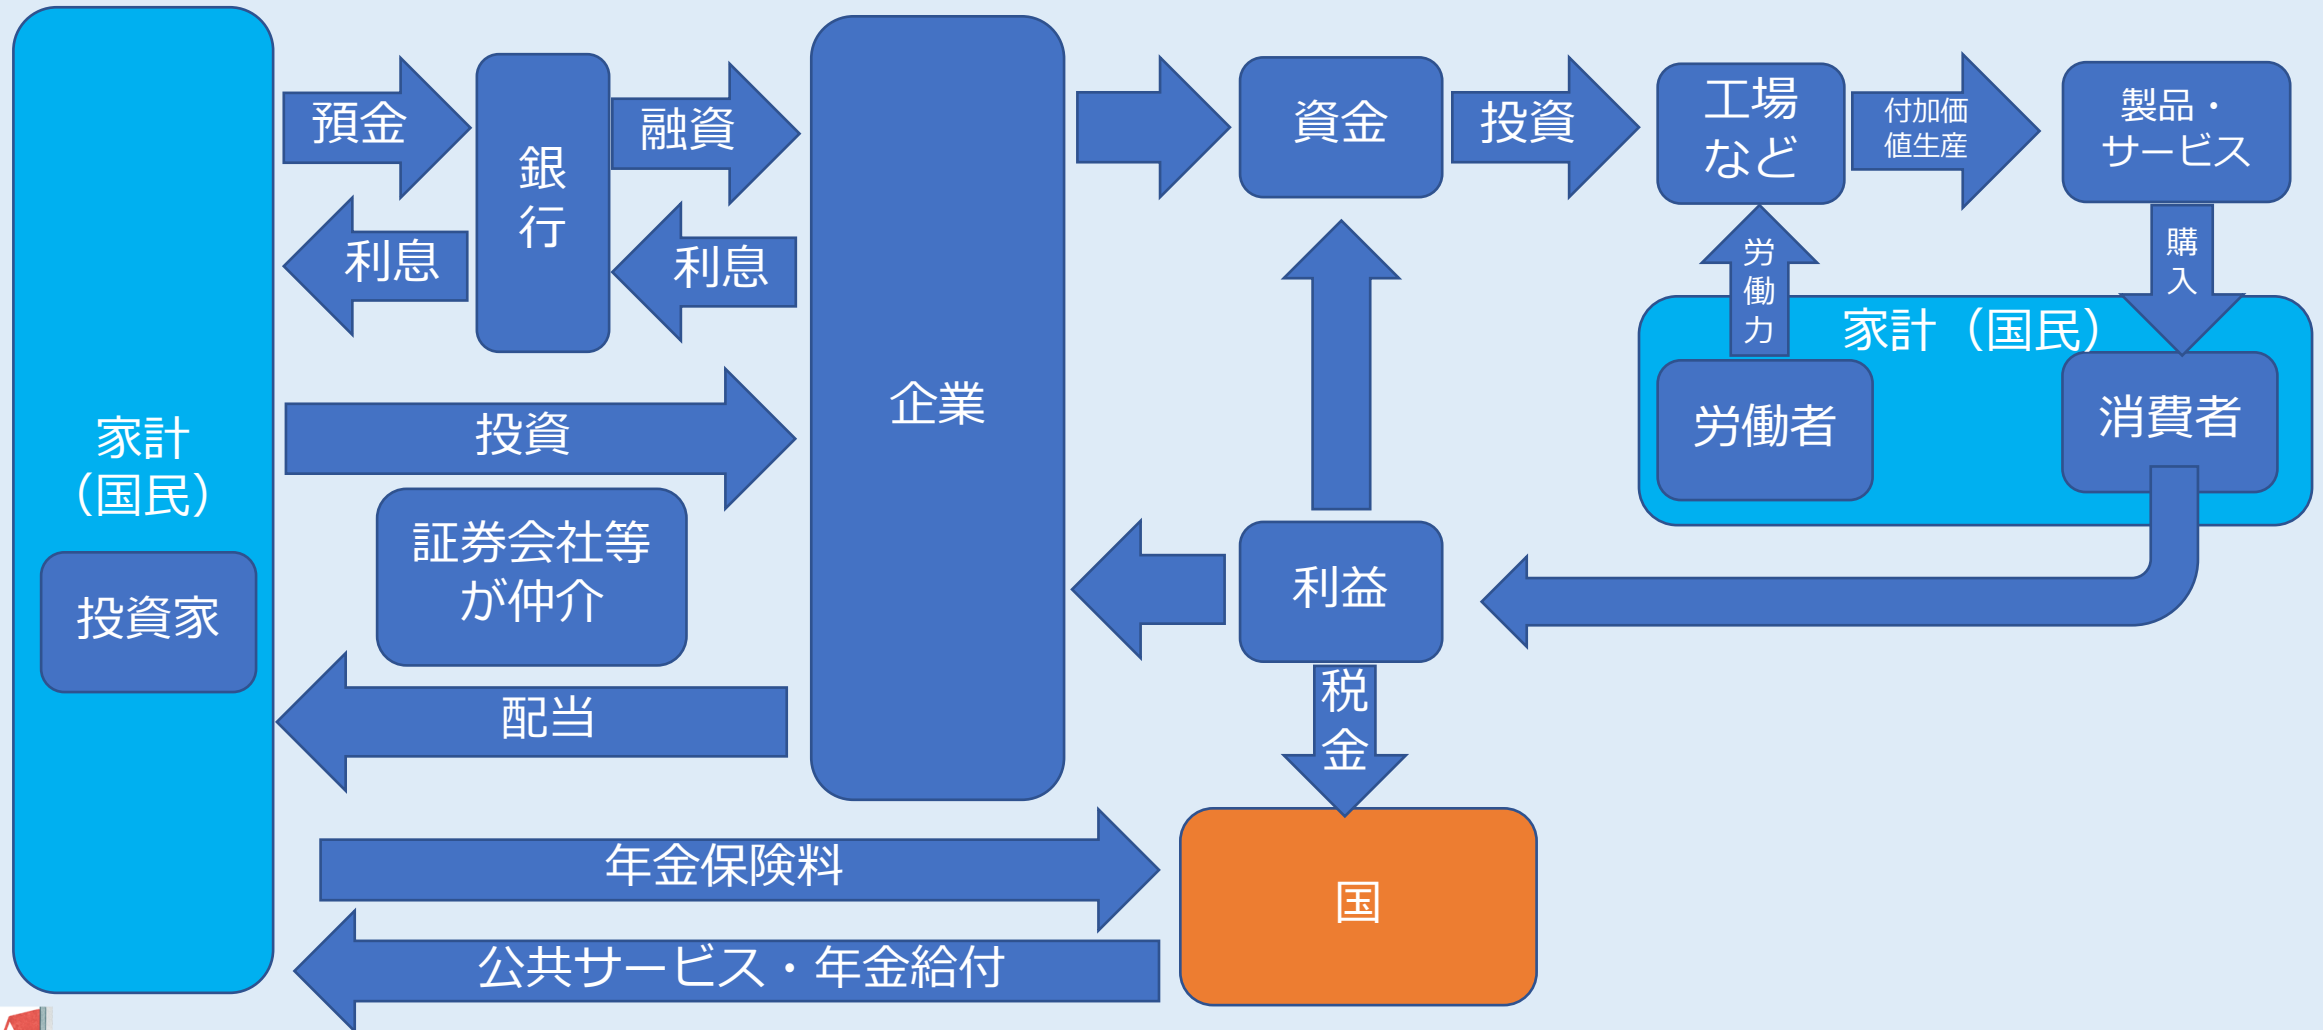 家計
（国民）
投資家
預金
利息
銀
行
融資
利息
投資
証券会社等
が仲介
配当
企業
資金
投資
工場
など
付加価
値生産
製品・
サービス
労
働
力
購
入
家計（国民）
労働者
消費者
利益
税
金
年金保険料
公共サービス・年金給付
国